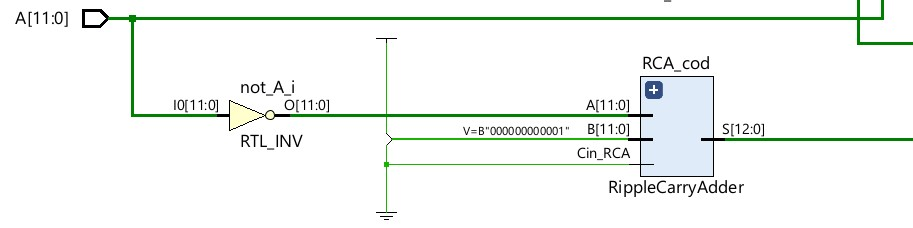 A[11:0]
RCA_cod
not_A_i
I0[11:0]
O[11:0]
A[11:0]
V=B"000000000001"
B[11:0]
S[12:0]
RTL_INV
Cin_RCA
RippleCarryAdder